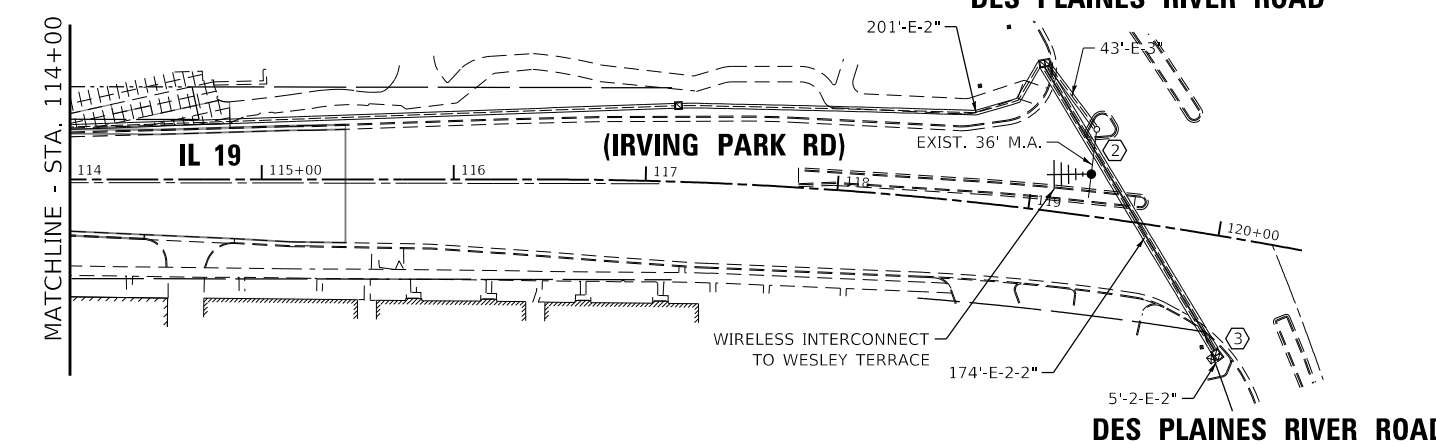 DES PLAINES RIVER ROAD
201'-E-2"
43'-E-3"
MATCHLINE - STA. 114+00
IL 19
(IRVING PARK RD)
EXIST. 36' M.A.
2
114
115+00
116
117
118
119
120+00
WIRELESS INTERCONNECT
TO WESLEY TERRACE
174'-E-2-2"
3
5'-2-E-2"
DES PLAINES RIVER ROAD